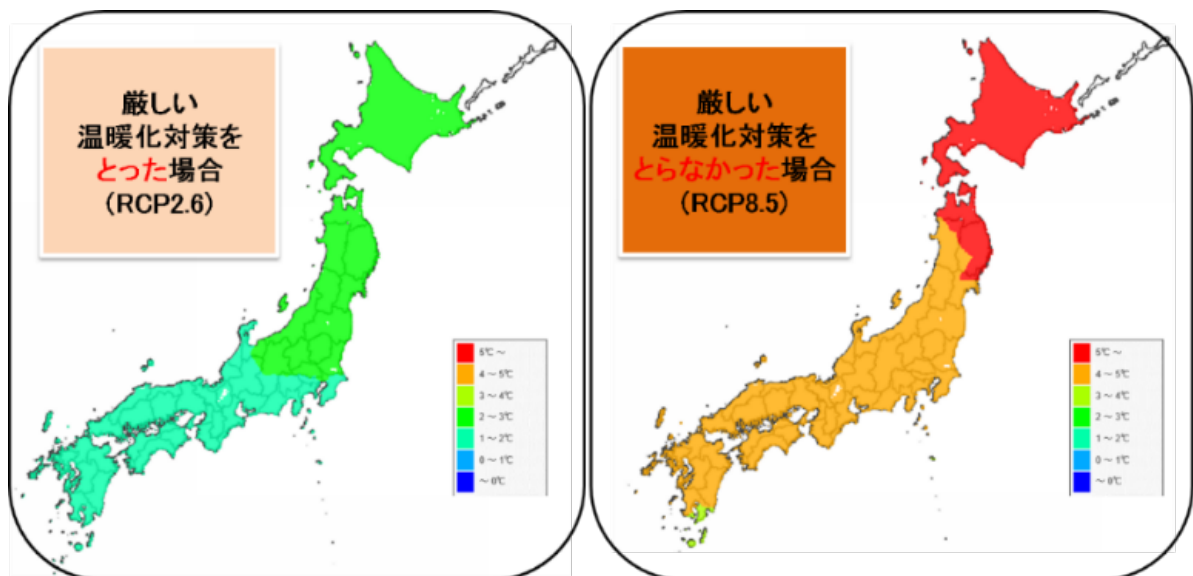 厳しい
温暖化対策を
とった場合
(RCP2.6)
5℃～
4～5℃
3～4℃
2～3℃
1～2℃
0～1℃
～0℃
厳しい
温暖化対策を
とらなかった場合
(RCP8.5)
5℃～
4～5℃
3～4℃
2～3℃
1～2℃
0～1℃
～0℃